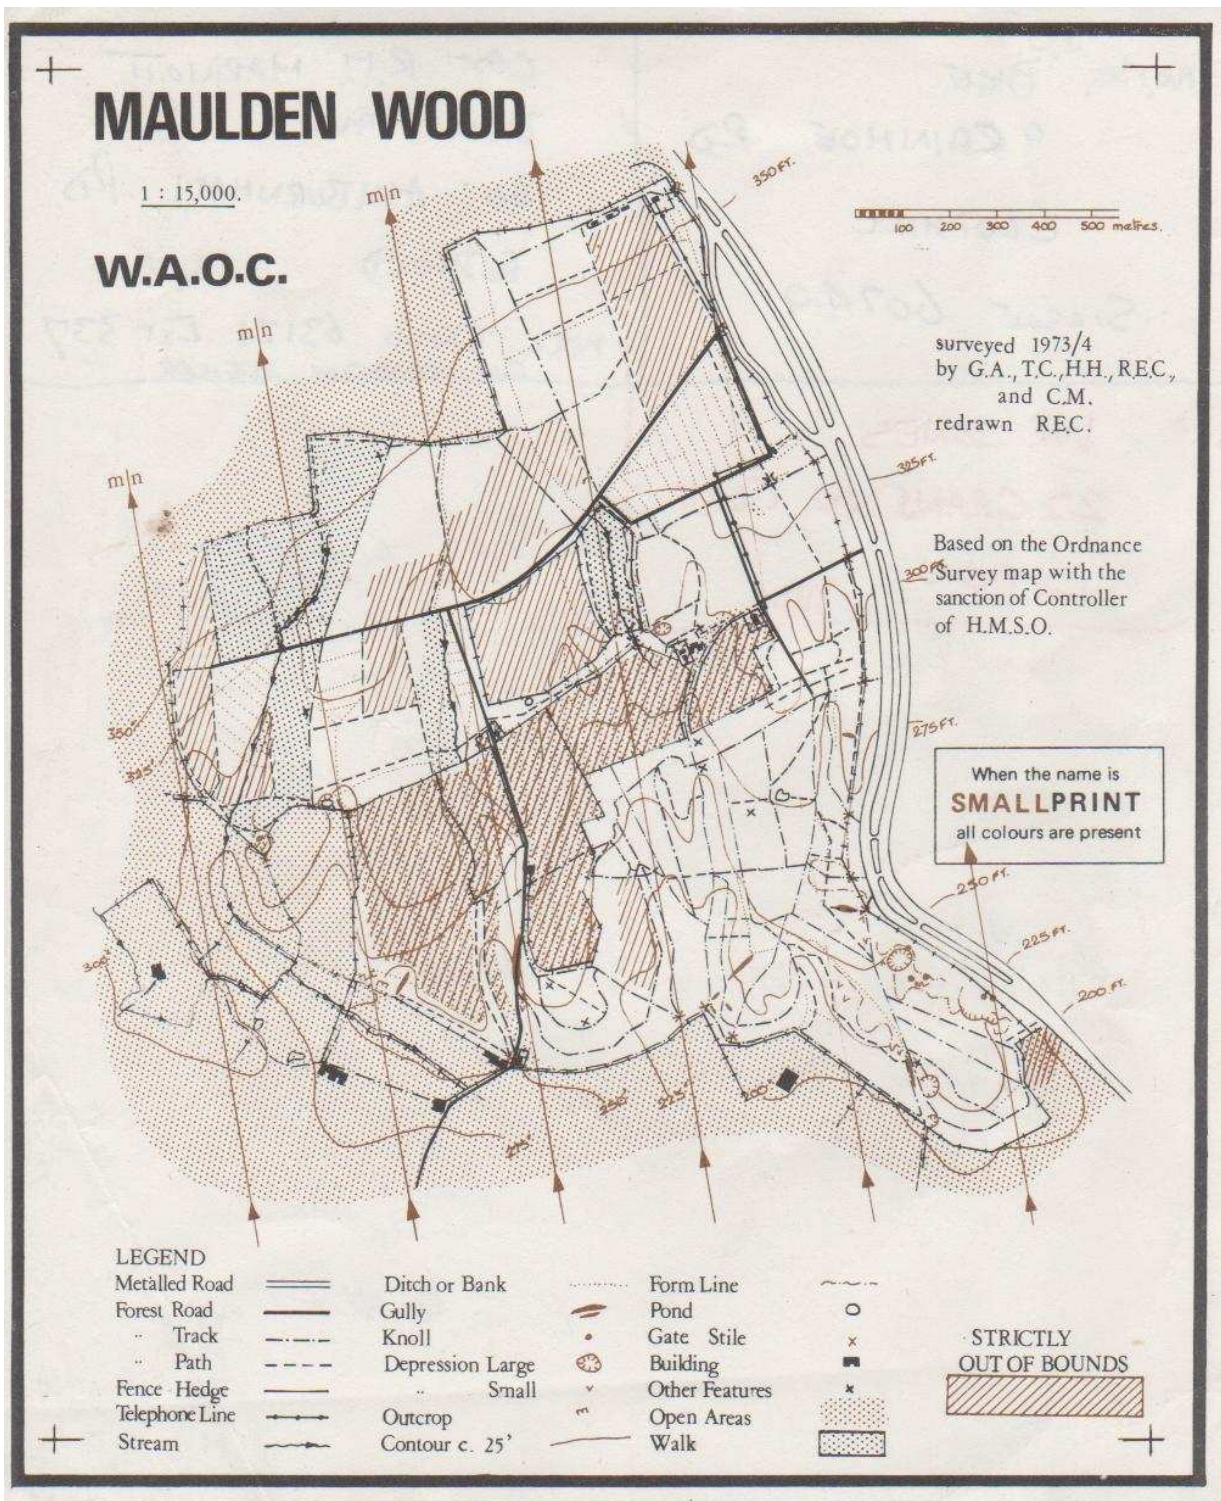 MAULDEN WOOD
1 : 15,000.
W.A.O.C.
m n
m n
m n
350 FT.
100 200 300 400 500 metres.
surveyed 1973/4
by G.A., T.C., H.H., R.E.C.,
and C.M.
redrawn R.E.C.
325 FT.
Based on the Ordnance
300 FT. Survey map with the
sanction of Controller
of H.M.S.O.
350'
325'
275 FT.
When the name is
SMALLPRINT
all colours are present
250 FT.
225 FT.
200 FT.
300'
250'
225'
200'
275'
LEGEND
Metalled Road
Forest Road
" Track
" Path
Fence Hedge
Telephone Line
Stream
Ditch or Bank
Gully
Knoll
Depression Large
" Small
Outcrop
Contour c. 25'
Form Line
Pond
Gate Stile
Building
Other Features
Open Areas
Walk
STRICTLY
OUT OF BOUNDS